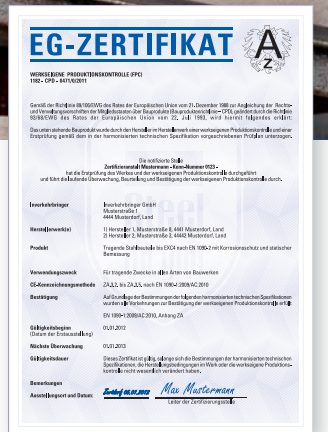 EG-ZERTIFIKAT
A
Z
WERKSEIGENE PRODUKTIONSKONTROLLE (FPC)
1182 - CPD - 0471/0/2011
Gemäß der Richtlinie 89/106/EWG des Rates der Europäischen Union vom 21. Dezember 1988 zur Angleichung der Rechts-
und Verwaltungsvorschriften der Mitgliedsstaaten über Bauprodukte (Bauproduktenrichtlinie - CPD), geändert durch die Richtlinie
93/68/EWG des Rates der Europäischen Union vom 22. Juli 1993, wird hiermit folgendes erklärt:
Das unten stehende Bauprodukt wurde durch den Hersteller im Herstellerwerk einer werkseigenen Produktionskontrolle und einer
Erstprüfung gemäß dem in der harmonisierten technischen Spezifikation vorgeschriebenen Prüfplan unterzogen.
Die notifizierte Stelle
Zertifizieranstalt Mustermann - Kenn-Nummer 0123 -
hat die Erstprüfung des Werkes und der werkseigenen Produktionskontrolle durchgeführt
und führt die laufende Überwachung, Beurteilung und Bestätigung der werkseigenen Produktionskontrolle durch.
Inverkehrbringer Inverkehrbringer GmbH
Musterstraße 1
4444 Musterdorf, Land
Herstellerwerk(e) 1) Hersteller 1, Musterstraße 8, 4441 Musterdorf, Land
2) Hersteller 2, Musterstraße 3, 44442 Musterdorf, Land
Produkt Tragende Stahlbauteile bis EXC4 nach EN 1090-2 mit Korrosionsschutz und statischer
Bemessung
Verwendungszweck Für tragende Zwecke in allen Arten von Bauwerken
CE-Kennzeichnungsmethode ZA.3.2. bis ZA.3.5. nach EN 1090-1:2009/AC:2010
Bestätigung Auf Grundlage der Bestimmungen der folgenden harmonisierten technischen Spezifikationen
wurden alle Vorkehrungen zur Bestätigung der werkseigenen Produktionskontrolle erfüllt
EN 1090-1:2009/AC:2010, Anhang ZA
Gültigkeitsbeginn 01.01.2012
(Datum der Erstausstellung)
Nächste Überwachung 01.01.2013
Gültigkeitsdauer Dieses Zertifikat ist gültig, solange sich die Bestimmungen der harmonisierten technischen
Spezifikationen, die Herstellungsbedingungen im Werk oder die werkseigene Produktions-
kontrolle nicht wesentlich verändert haben.
Bemerkungen
Ausstellungsort und Datum: Max Mustermann
Leiter der Zertifizierungsstelle